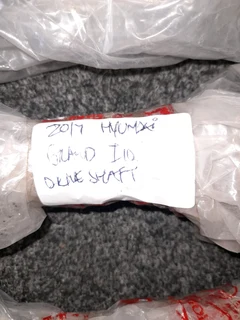 2017 HYUNDAI
GRAND I10
DRIVE SHAFT